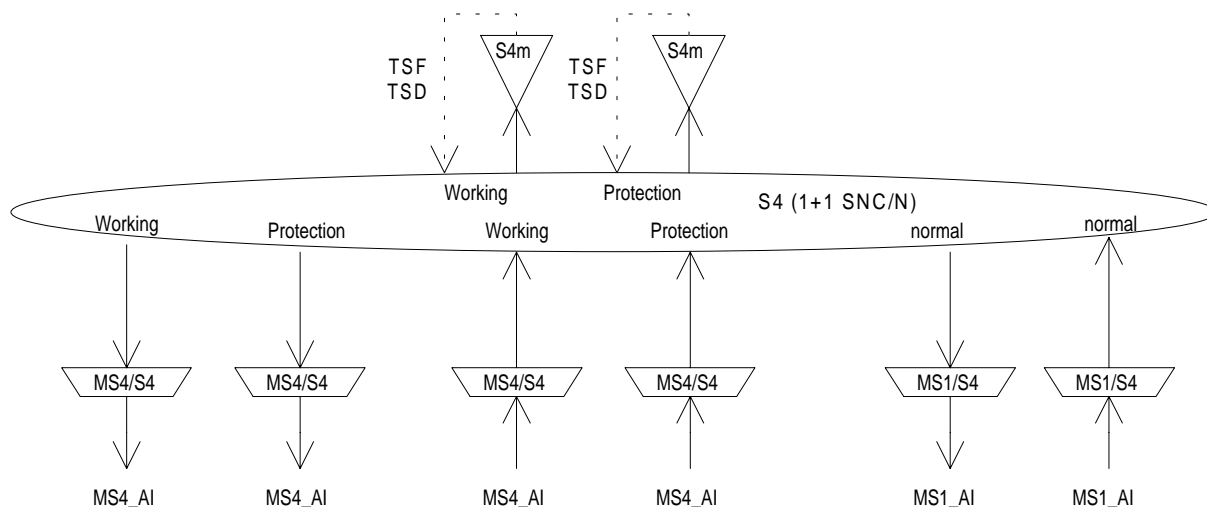 S4m
S4m
TSF
TSD
TSF
TSD
Working
Protection
S4 (1+1 SNC/N)
Working
Protection
Working
Protection
normal
normal
MS4/S4
MS4/S4
MS4/S4
MS4/S4
MS1/S4
MS1/S4
MS4_AI
MS4_AI
MS4_AI
MS4_AI
MS1_AI
MS1_AI